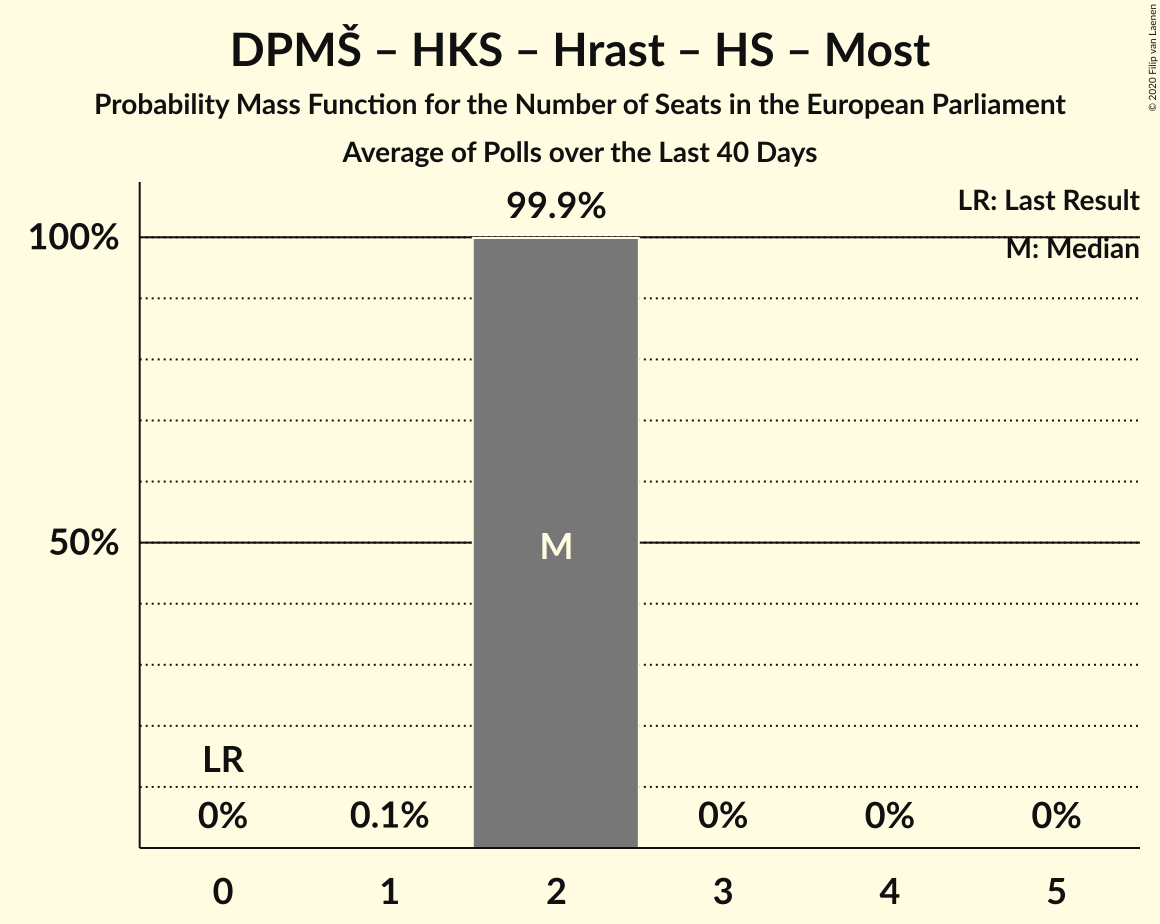 DPMŠ – HKS – Hrast – HS – Most
Probability Mass Function for the Number of Seats in the European Parliament
Average of Polls over the Last 40 Days
© 2020 Filip van Laenen
99.9%
LR: Last Result
100%
M: Median
50%
M
LR
0%
0.1%
0%
0%
0%
0
1
2
3
4
5